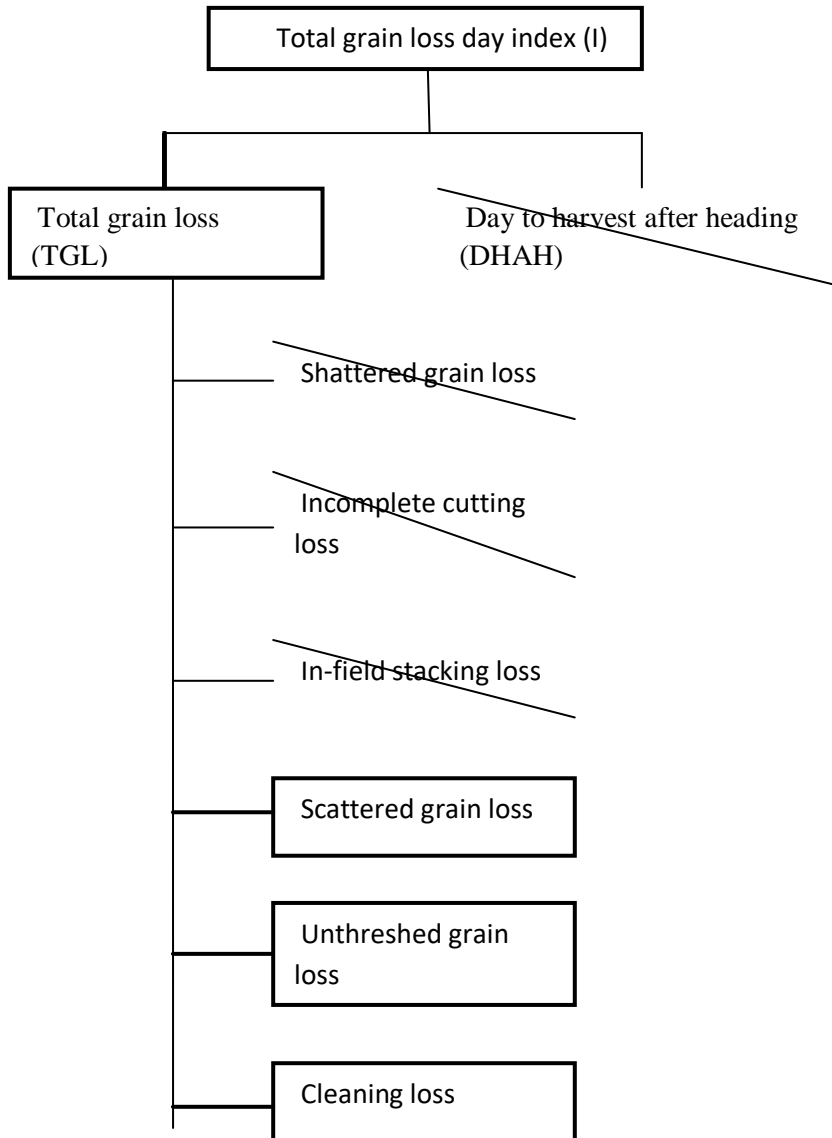 Total grain loss day index (I)
Total grain loss
(TGL)
Day to harvest after heading
(DHAH)
Shattered grain loss
Incomplete cutting
loss
In-field stacking loss
Scattered grain loss
Unthreshed grain
loss
Cleaning loss